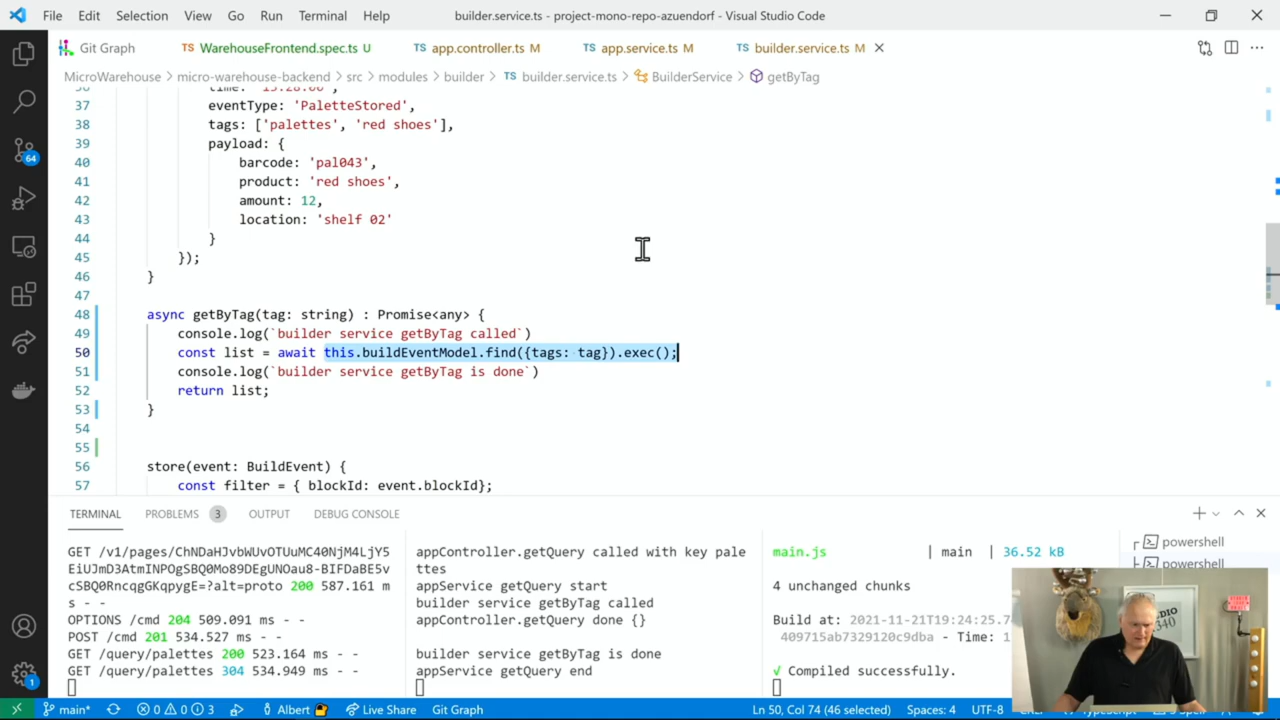 File Edit Selection View Go Run Terminal Help builder.service.ts - project-mono-repo-azuendorf - Visual Studio Code
Git Graph TS WarehouseFrontend.spec.ts U TS app.controller.ts M TS app.service.ts M TS builder.service.ts M
MicroWarehouse > micro-warehouse-backend > src > modules > builder > TS builder.service.ts > BuilderService > getByTag
36 time: '15:28:00',
37 eventType: 'PaletteStored',
38 tags: ['palettes', 'red shoes'],
39 payload: {
40 barcode: 'pal043',
41 product: 'red shoes',
42 amount: 12,
43 location: 'shelf 02'
44 }
45 });
46 }
47
48 async getByTag(tag: string) : Promise<any> {
49 console.log(`builder service getByTag called`)
50 const list = await this.buildEventModel.find({tags: tag}).exec();
51 console.log(`builder service getByTag is done`)
52 return list;
53 }
54
55
56 store(event: BuildEvent) {
57 const filter = { blockId: event.blockId};
64
TERMINAL PROBLEMS 3 OUTPUT DEBUG CONSOLE
GET /v1/pages/ChNDaHJvbWUvOTUuMC40NjM4LjY5
EiUJmD3AtmINPOgSBQ0Mo89DEgUNOau8-BIFDaBE5v
cSBQ0RncqgGKqpygE=?alt=proto 200 587.161 m
s - -
OPTIONS /cmd 204 509.091 ms - -
POST /cmd 201 534.527 ms - -
GET /query/palettes 200 523.164 ms - -
GET /query/palettes 304 534.949 ms - -
appController.getQuery called with key pale
ttes
appService getQuery start
builder service getByTag called
appController.getQuery done {}
builder service getByTag is done
appService getQuery end
main.js | main | 36.52 kB
4 unchanged chunks
Build at: 2021-11-21T19:24:25.7
409715ab7329120c9dba - Time: 1
√ Compiled successfully.
powershell
powershell
340
1
main* 0 0 3 Albert Live Share Git Graph Ln 50, Col 74 (46 selected) Spaces: 4 UTF-8